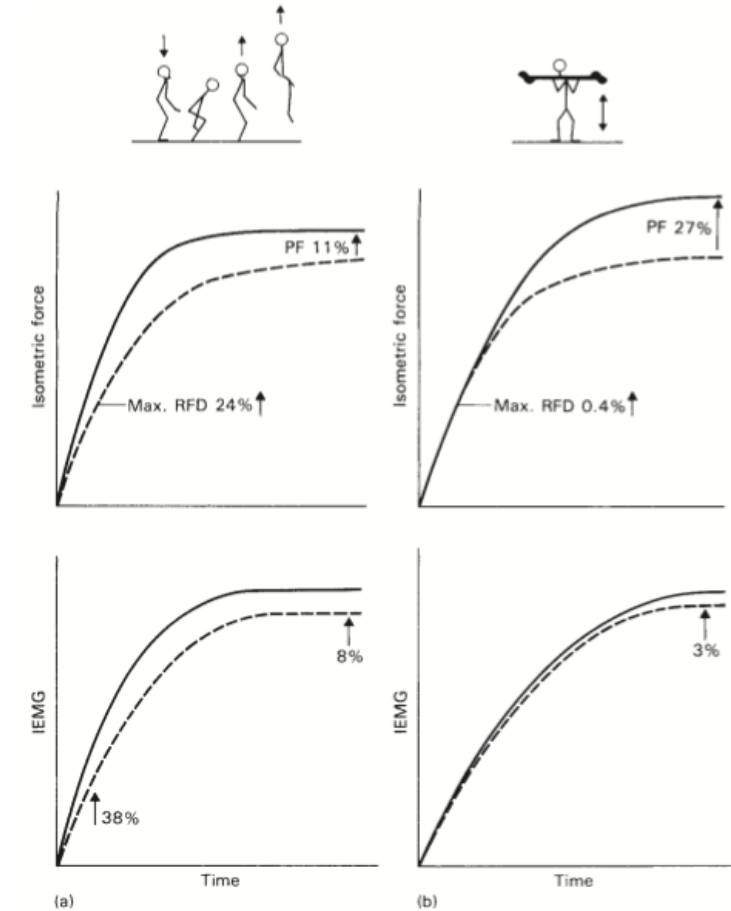 Isometric force
PF 11%
Max. RFD 24%
Isometric force
PF 27%
Max. RFD 0.4%
IEMG
8%
38%
Time
(a)
IEMG
3%
Time
(b)